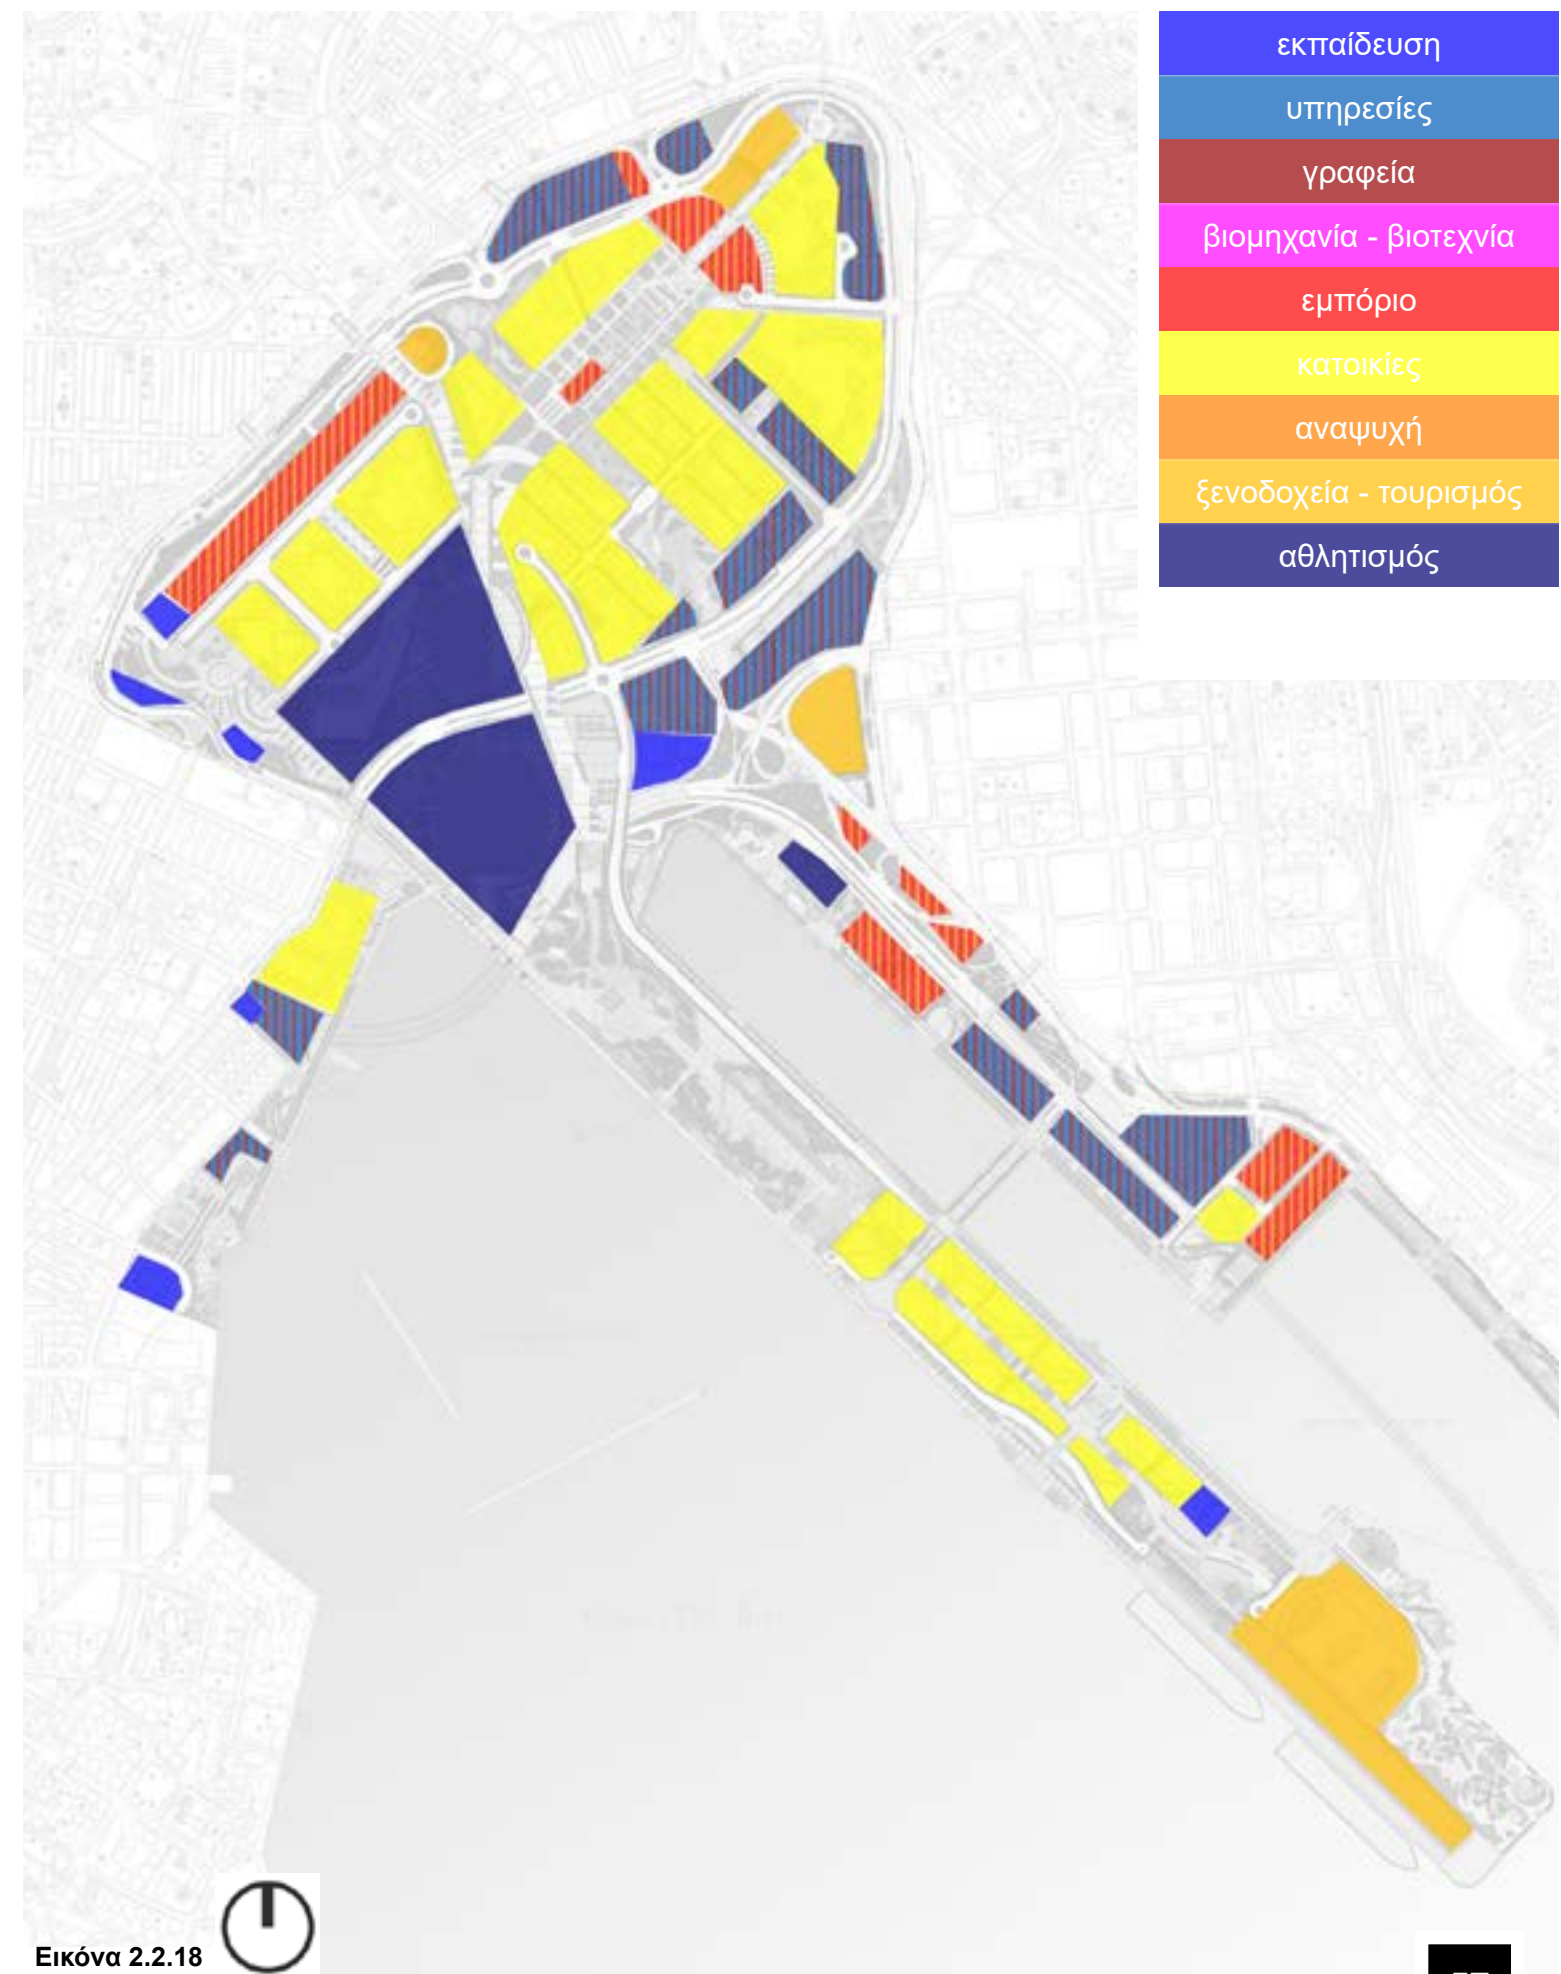 εκπαίδευση
υπηρεσίες
γραφεία
βιομηχανία - βιοτεχνία
εμπόριο
κατοικίες
αναψυχή
ξενοδοχεία - τουρισμός
αθλητισμός
Εικόνα 2.2.18